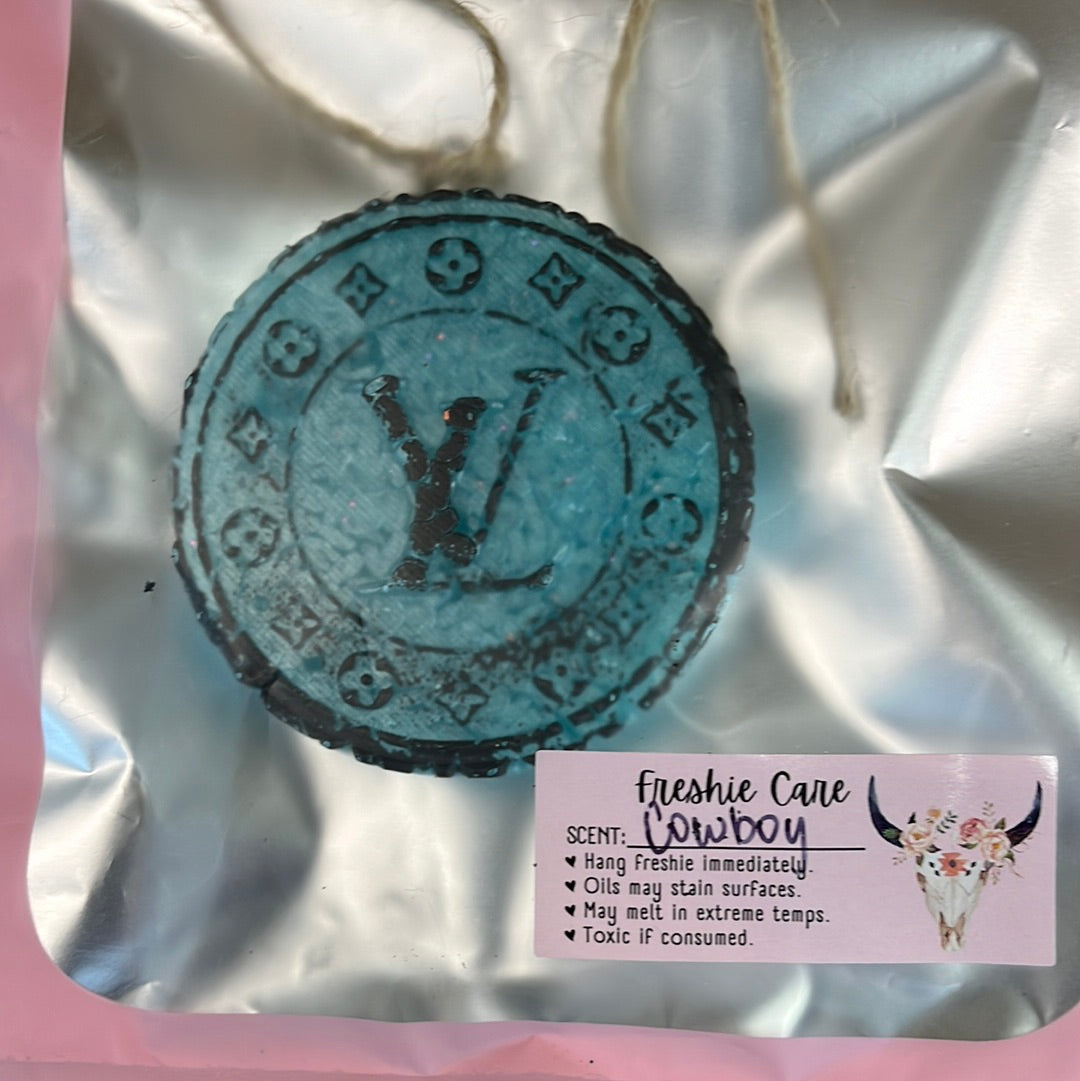 LV
Freshie Care
SCENT: Cowboy
♥ Hang freshie immediately.
♥ Oils may stain surfaces.
♥ May melt in extreme temps.
♥ Toxic if consumed.